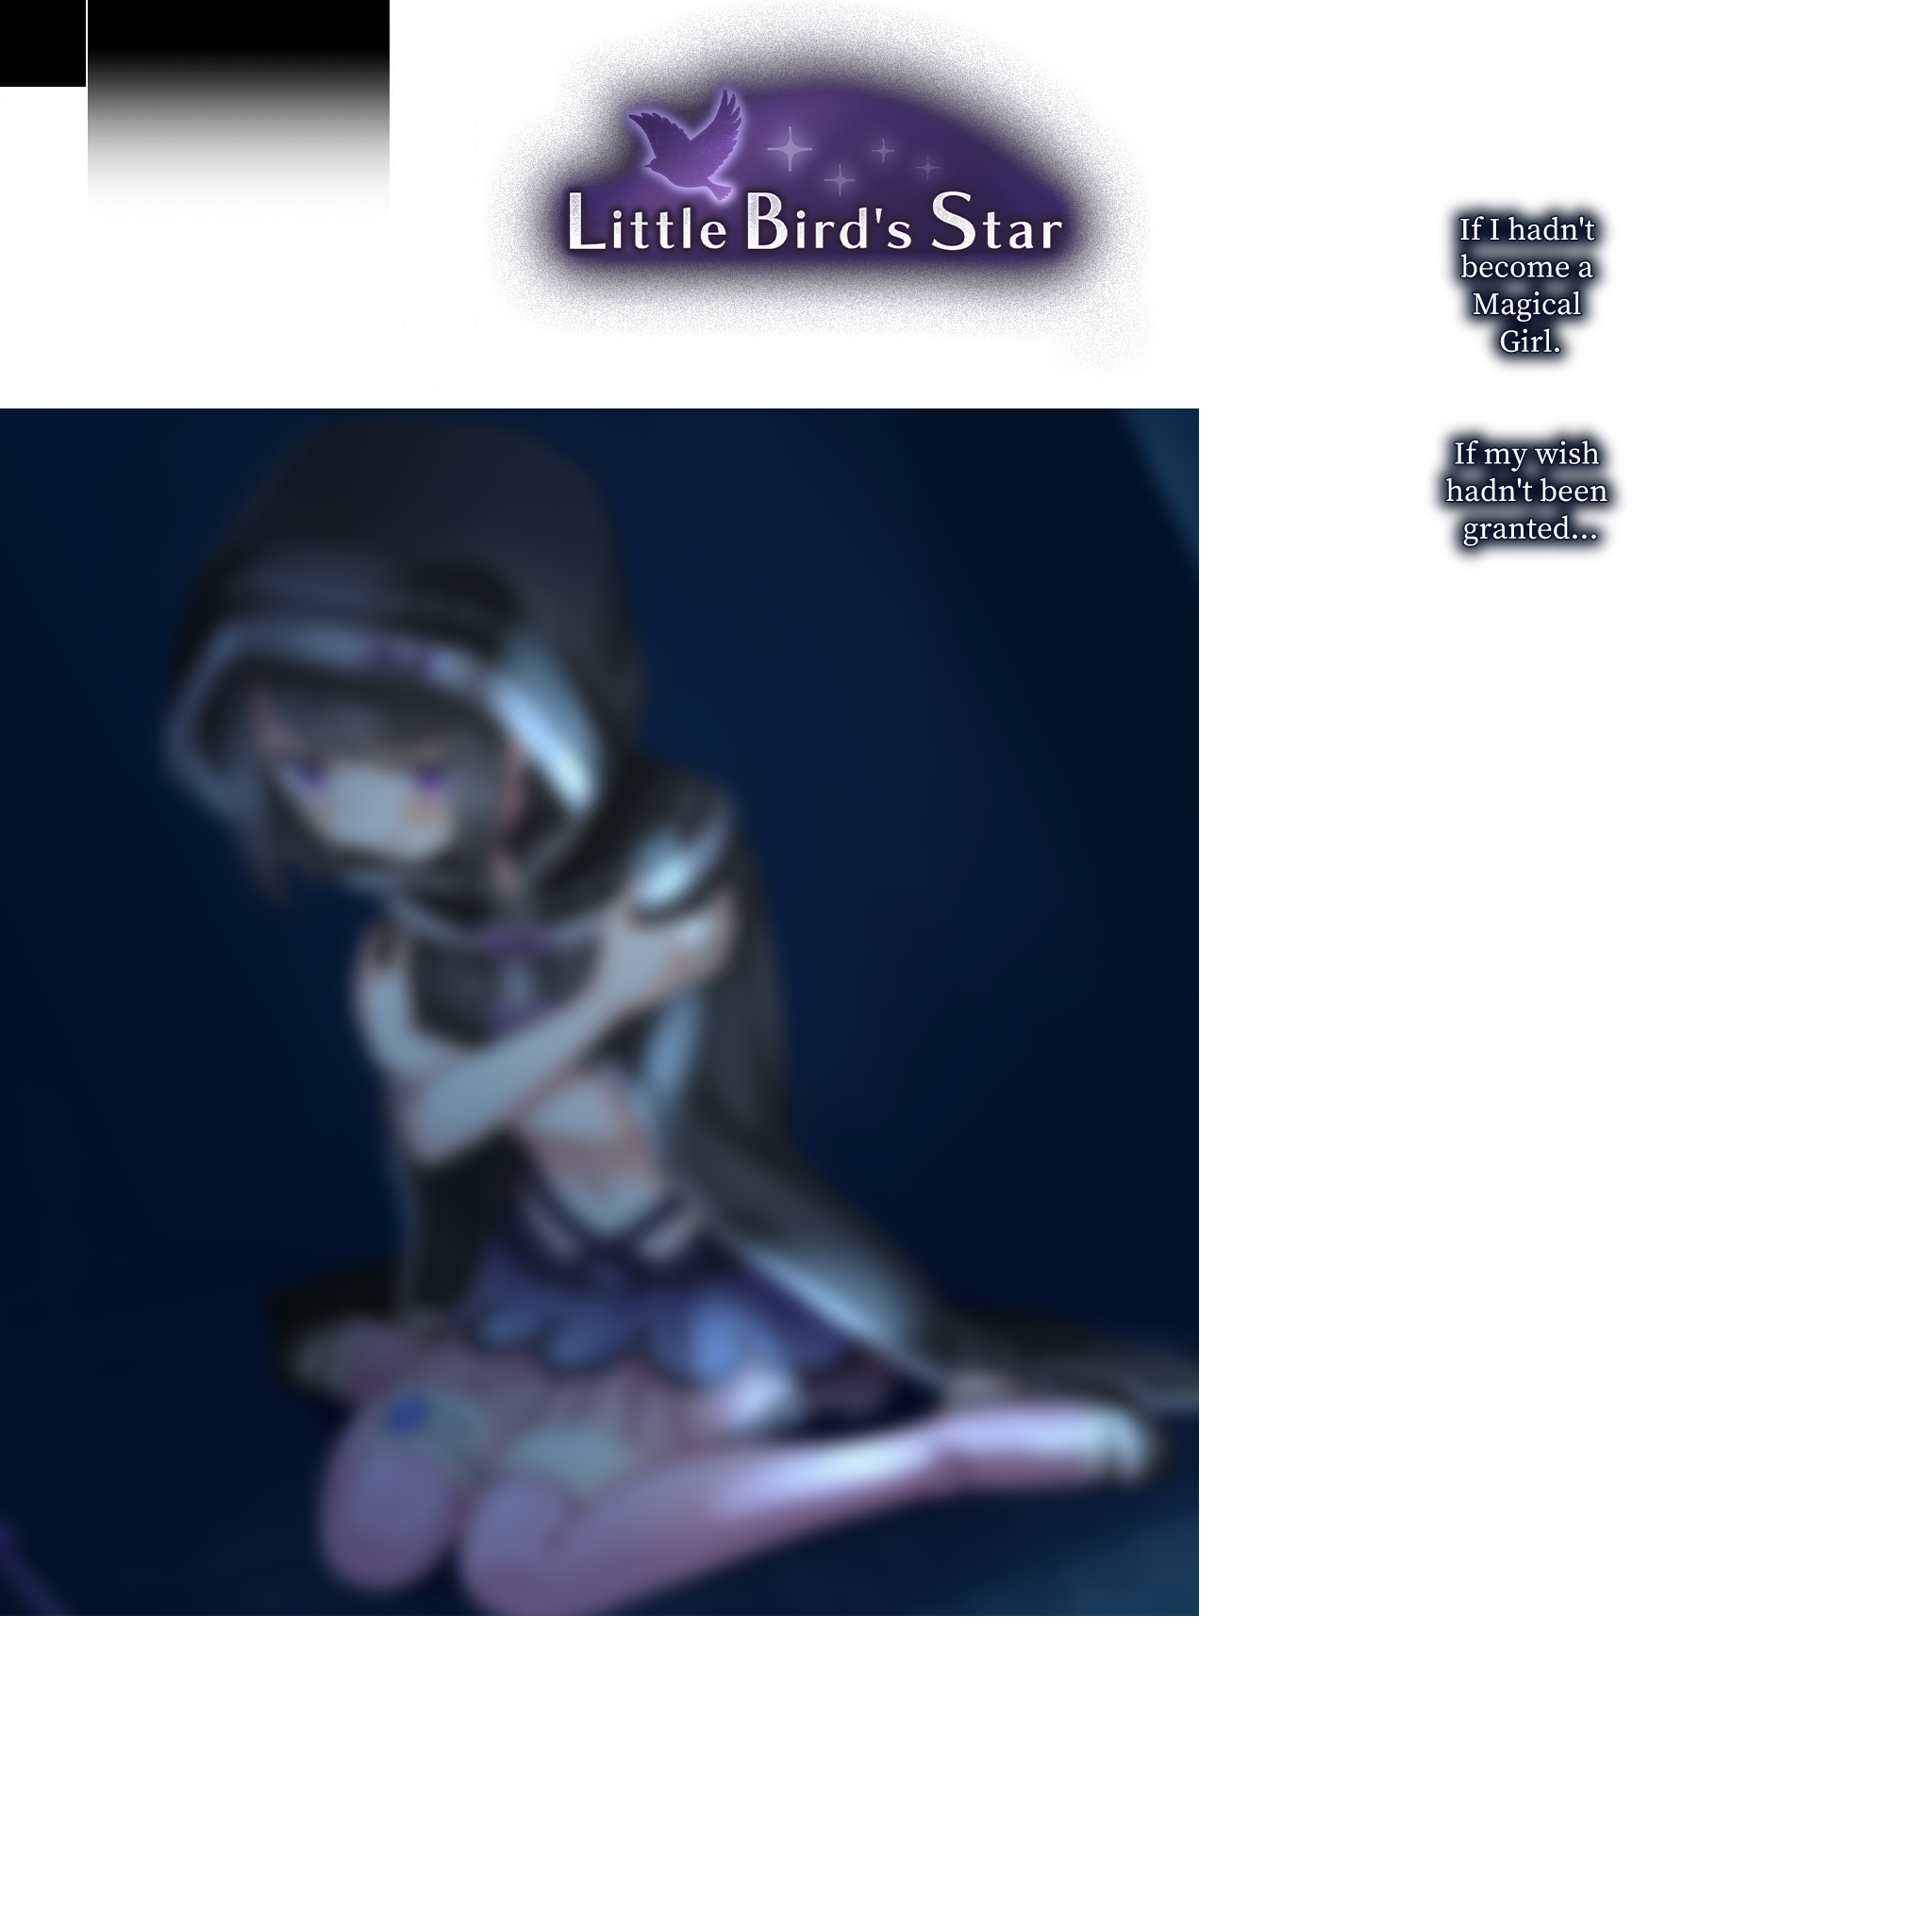 Little Bird's Star
If I hadn't
become a
Magical
Girl.
If my wish
hadn't been
granted...